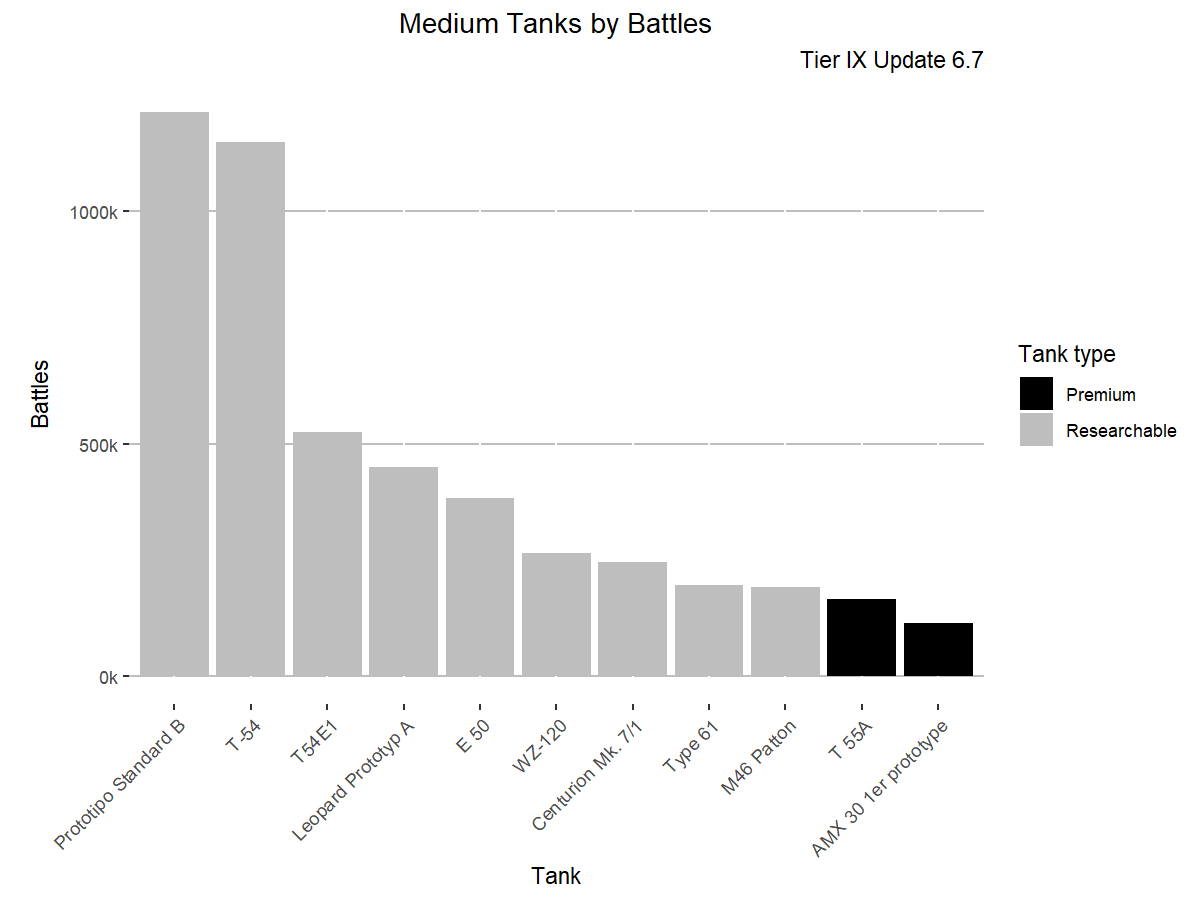 Medium Tanks by Battles
Tier IX Update 6.7
1000k
500k
0k
Battles
Prototipo Standard B
T-54
T54E1
Leopard Prototyp A
E 50
WZ-120
Centurion Mk. 7/1
Type 61
M46 Patton
T 55A
AMX 30 1er prototype
Tank
Tank type
Premium
Researchable